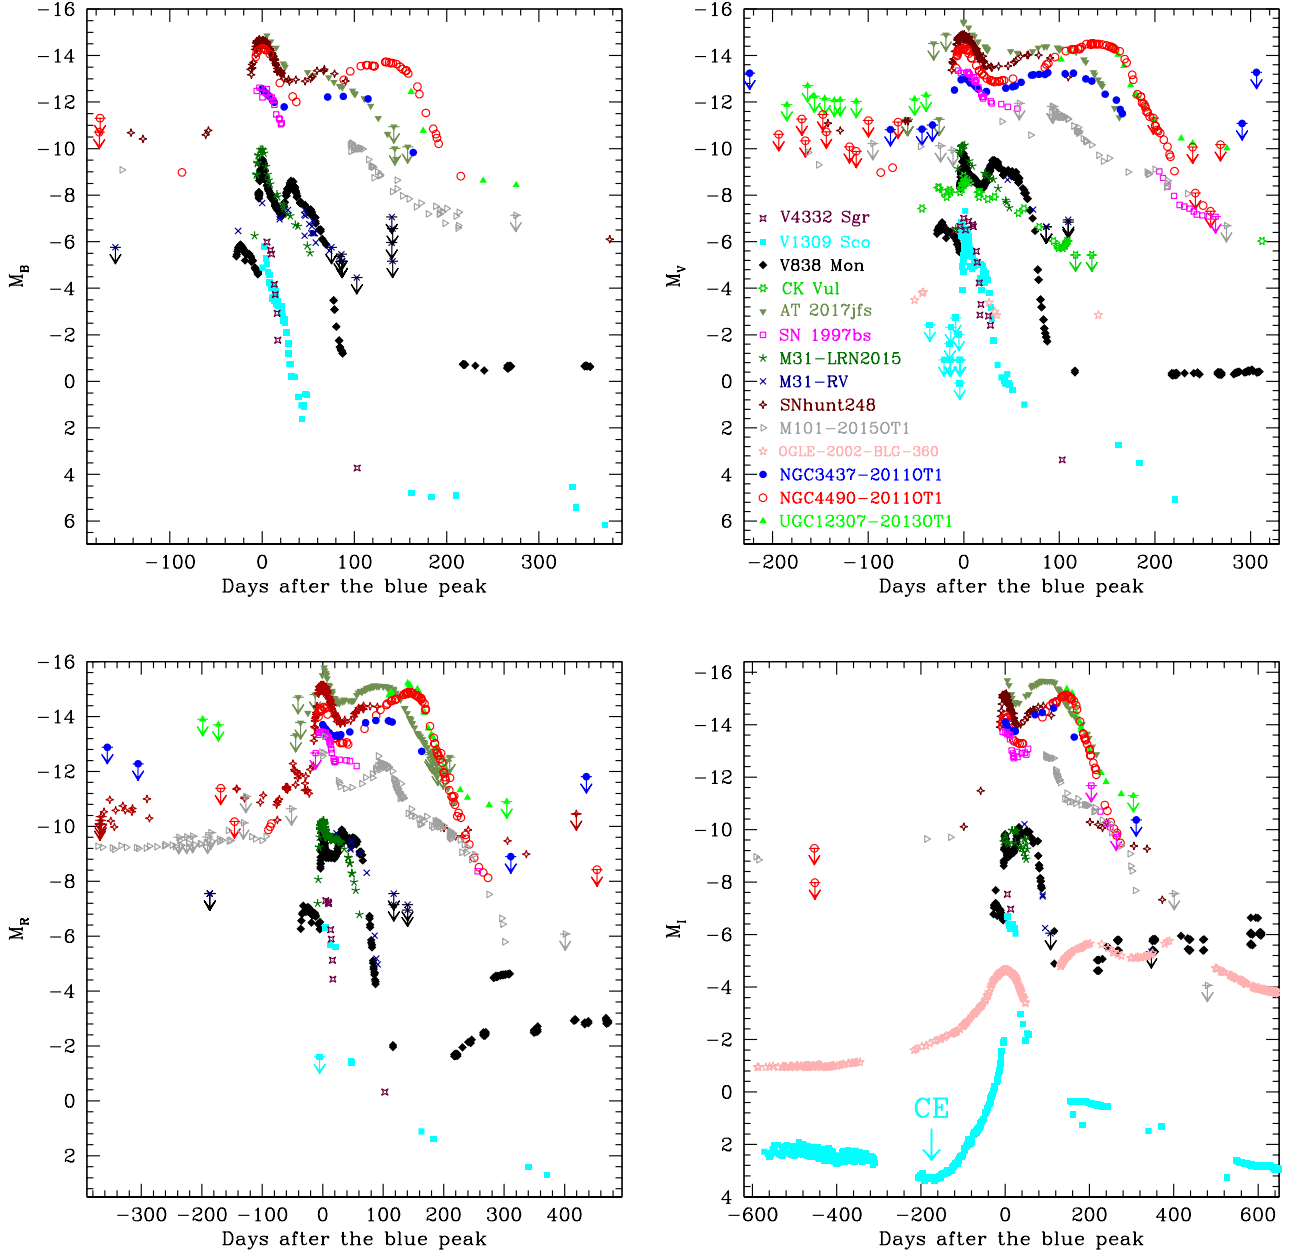 −16
−14
−12
−10
−8
−6
−4
−2
0
2
4
6
M_B
−100 0 100 200 300
Days after the blue peak
−16
−14
−12
−10
−8
−6
−4
−2
0
2
4
6
M_V
V4332 Sgr
V1309 Sco
V838 Mon
CK Vul
AT 2017jfs
SN 1997bs
M31−LRN2015
M31−RV
SNhunt248
M101−2015OT1
OGLE−2002−BLG−360
NGC3437−2011OT1
NGC4490−2011OT1
UGC12307−2013OT1
−200 −100 0 100 200 300
Days after the blue peak
−16
−14
−12
−10
−8
−6
−4
−2
0
2
M_R
−300 −200 −100 0 100 200 300 400
Days after the blue peak
−16
−14
−12
−10
−8
−6
−4
−2
0
2
4
M_I
CE
−600 −400 −200 0 200 400 600
Days after the blue peak